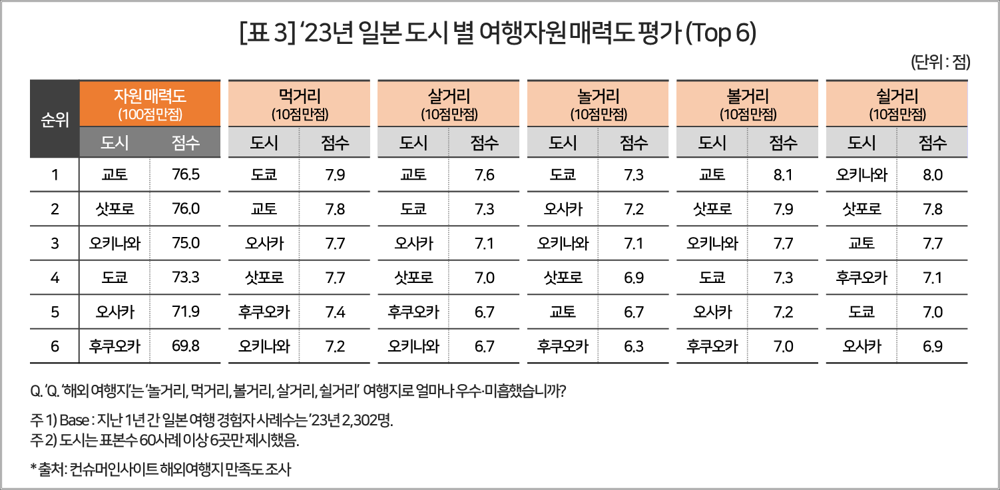 [표 3] ‘23년 일본 도시 별 여행자원 매력도 평가 (Top 6)
(단위 : 점)
순위 자원 매력도 먹거리 살거리 놀거리 볼거리 쉴거리
(100점만점) (10점만점) (10점만점) (10점만점) (10점만점) (10점만점)
도시 점수 도시 점수 도시 점수 도시 점수 도시 점수 도시 점수
1 교토 76.5 도쿄 7.9 교토 7.6 도쿄 7.3 교토 8.1 오키나와 8.0
2 삿포로 76.0 교토 7.8 도쿄 7.3 오사카 7.2 삿포로 7.9 삿포로 7.8
3 오키나와 75.0 오사카 7.7 오사카 7.1 오키나와 7.1 오키나와 7.7 교토 7.7
4 도쿄 73.3 삿포로 7.7 삿포로 7.0 삿포로 6.9 도쿄 7.3 후쿠오카 7.1
5 오사카 71.9 후쿠오카 7.4 후쿠오카 6.7 교토 6.7 오사카 7.2 도쿄 7.0
6 후쿠오카 69.8 오키나와 7.2 오키나와 6.7 후쿠오카 6.3 후쿠오카 7.0 오사카 6.9
Q. ‘Q. ‘해외 여행지’는 ‘놀거리, 먹거리, 볼거리, 살거리, 쉴거리’ 여행지로 얼마나 우수·미흡했습니까?
주 1) Base : 지난 1년 간 일본 여행 경험자 사례수는 ’23년 2,302명.
주 2) 도시는 표본수 60사례 이상 6곳만 제시했음.
* 출처 : 컨슈머인사이트 해외여행지 만족도 조사